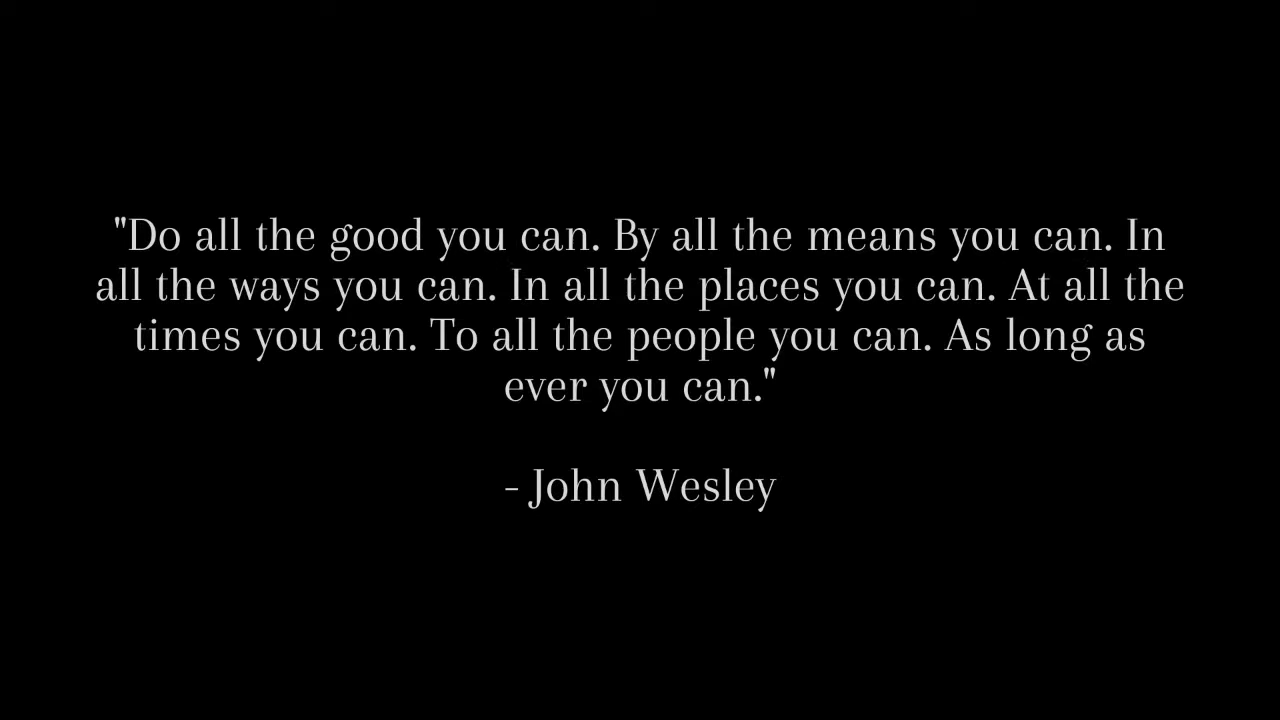 "Do all the good you can. By all the means you can. In
all the ways you can. In all the places you can. At all the
times you can. To all the people you can. As long as
ever you can."
- John Wesley